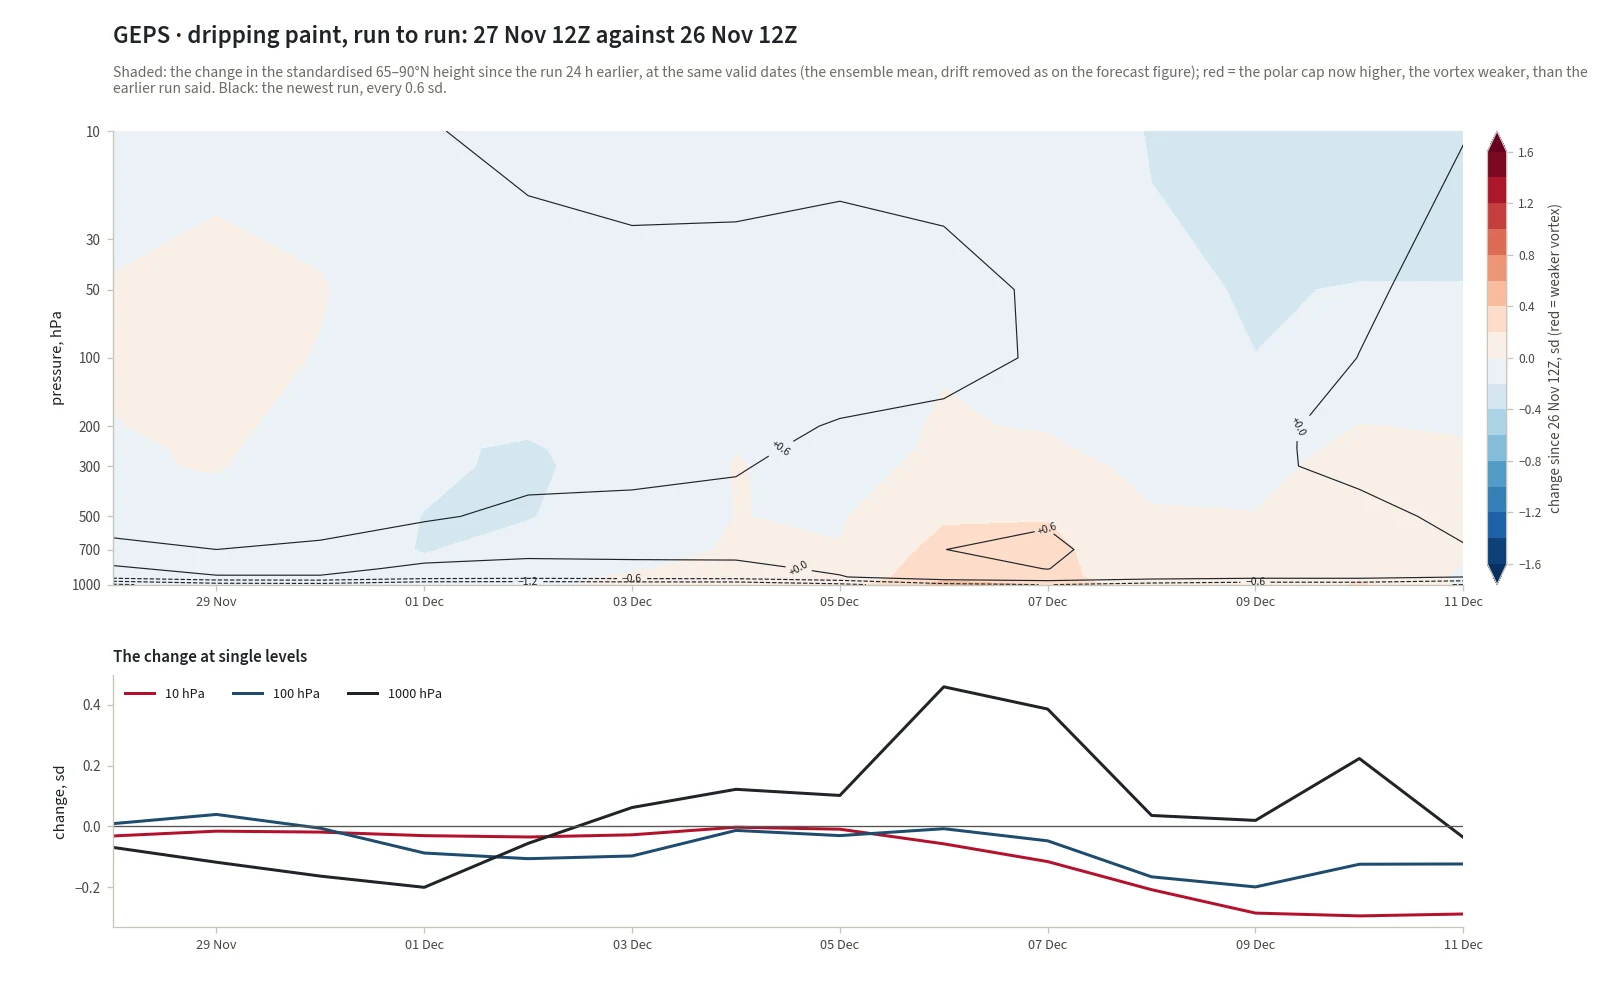 GEPS · dripping paint, run to run: 27 Nov 12Z against 26 Nov 12Z
Shaded: the change in the standardised 65–90°N height since the run 24 h earlier, at the same valid dates (the ensemble mean, drift removed as on the forecast figure); red = the polar cap now higher, the vortex weaker, than the
earlier run said. Black: the newest run, every 0.6 sd.
pressure, hPa
10
30
50
100
200
300
500
700
1000
+0.6
+0.0
+0.6
+0.0
−1.2
−0.6
−0.6
29 Nov
01 Dec
03 Dec
05 Dec
07 Dec
09 Dec
11 Dec
1.6
1.2
0.8
0.4
0.0
−0.4
−0.8
−1.2
−1.6
change since 26 Nov 12Z, sd (red = weaker vortex)
The change at single levels
10 hPa
100 hPa
1000 hPa
change, sd
0.4
0.2
0.0
−0.2
29 Nov
01 Dec
03 Dec
05 Dec
07 Dec
09 Dec
11 Dec